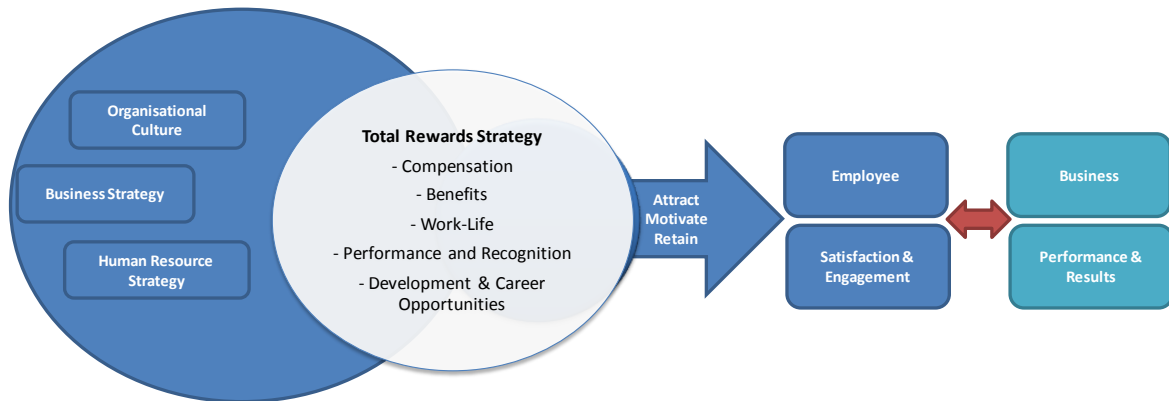 Organisational
Culture
Business Strategy
Human Resource
Strategy
Total Rewards Strategy
- Compensation
- Benefits
- Work-Life
- Performance and Recognition
- Development & Career
Opportunities
Attract
Motivate
Retain
Employee
Satisfaction &
Engagement
Business
Performance &
Results